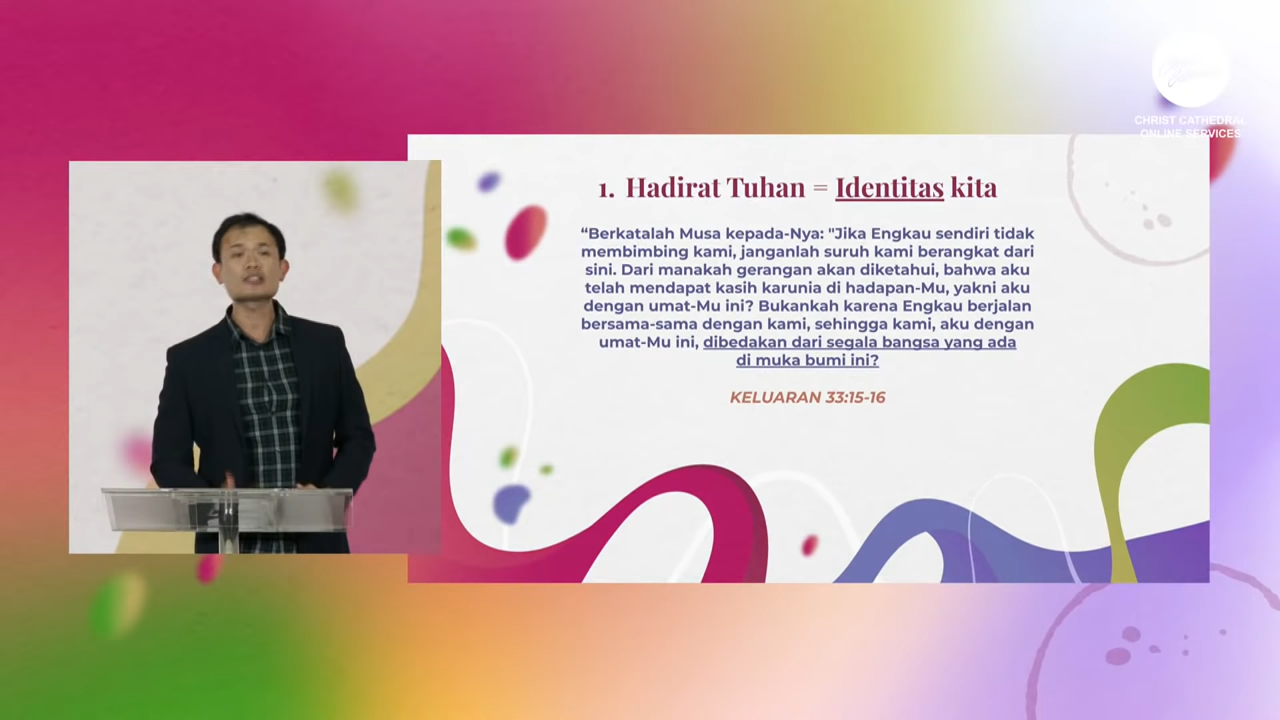 CHRIST CATHEDRAL
ONLINE SERVICES
1. Hadirat Tuhan = Identitas kita
“Berkatalah Musa kepada-Nya: "Jika Engkau sendiri tidak
membimbing kami, janganlah suruh kami berangkat dari
sini. Dari manakah gerangan akan diketahui, bahwa aku
telah mendapat kasih karunia di hadapan-Mu, yakni aku
dengan umat-Mu ini? Bukankah karena Engkau berjalan
bersama-sama dengan kami, sehingga kami, aku dengan
umat-Mu ini, dibedakan dari segala bangsa yang ada
di muka bumi ini?
KELUARAN 33:15-16